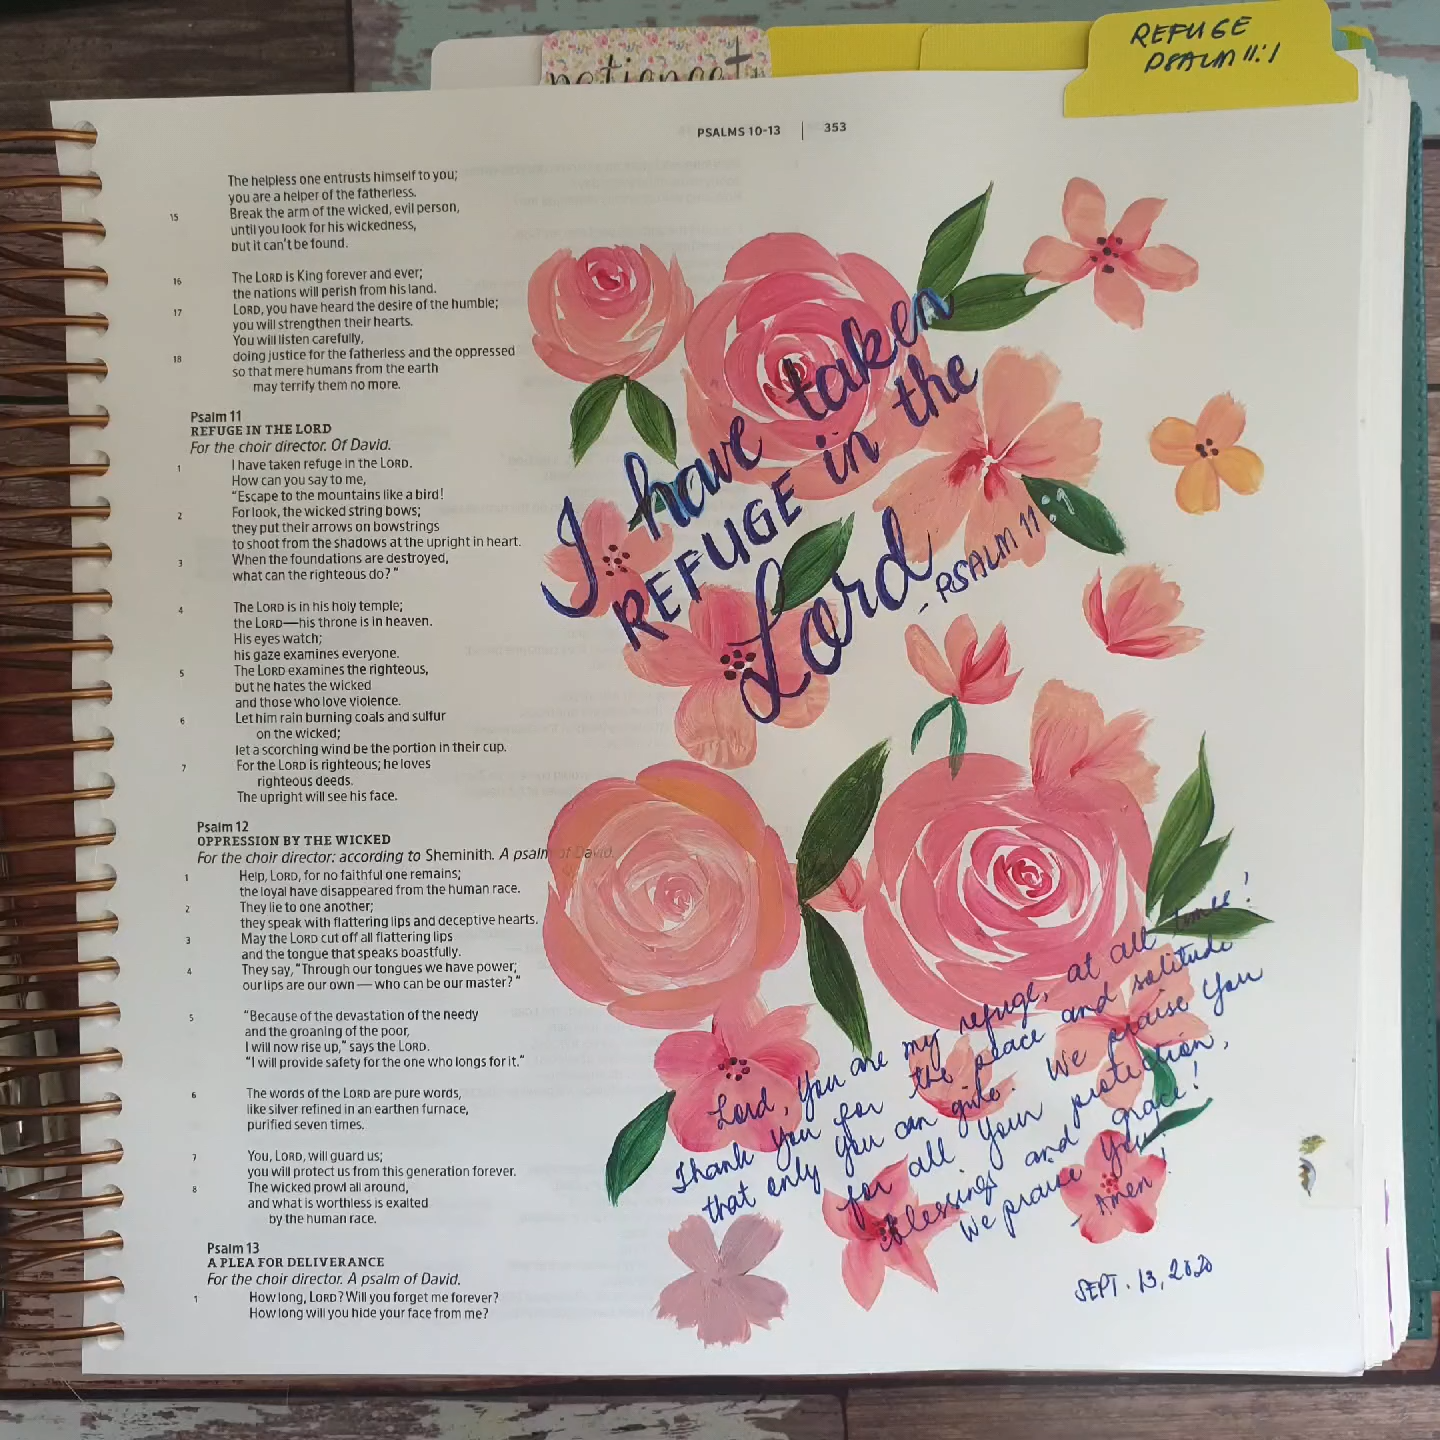 REFUGE
PSALM 11:1
patience
PSALMS 10-13 | 353
The helpless one entrusts himself to you;
you are a helper of the fatherless.
15 Break the arm of the wicked, evil person,
until you look for his wickedness,
but it can't be found.
16 The LORD is King forever and ever;
the nations will perish from his land.
17 LORD, you have heard the desire of the humble;
you will strengthen their hearts.
You will listen carefully,
18 doing justice for the fatherless and the oppressed
so that mere humans from the earth
may terrify them no more.
Psalm 11
REFUGE IN THE LORD
For the choir director. Of David.
1 I have taken refuge in the LORD.
How can you say to me,
"Escape to the mountains like a bird!
2 For look, the wicked string bows;
they put their arrows on bowstrings
to shoot from the shadows at the upright in heart.
3 When the foundations are destroyed,
what can the righteous do?"
4 The LORD is in his holy temple;
the LORD—his throne is in heaven.
His eyes watch;
his gaze examines everyone.
5 The LORD examines the righteous,
but he hates the wicked
and those who love violence.
6 Let him rain burning coals and sulfur
on the wicked;
let a scorching wind be the portion in their cup.
7 For the LORD is righteous; he loves
righteous deeds.
The upright will see his face.
Psalm 12
OPPRESSION BY THE WICKED
For the choir director: according to Sheminith. A psalm of David.
1 Help, LORD, for no faithful one remains;
the loyal have disappeared from the human race.
2 They lie to one another;
they speak with flattering lips and deceptive hearts.
3 May the LORD cut off all flattering lips
and the tongue that speaks boastfully.
4 They say, "Through our tongues we have power;
our lips are our own — who can be our master?"
5 "Because of the devastation of the needy
and the groaning of the poor,
I will now rise up," says the LORD.
"I will provide safety for the one who longs for it."
6 The words of the LORD are pure words,
like silver refined in an earthen furnace,
purified seven times.
7 You, LORD, will guard us;
you will protect us from this generation forever.
8 The wicked prowl all around,
and what is worthless is exalted
by the human race.
Psalm 13
A PLEA FOR DELIVERANCE
For the choir director. A psalm of David.
1 How long, LORD? Will you forget me forever?
How long will you hide your face from me?
I have taken
REFUGE in the
Lord
- PSALM 11:1
Lord, You are my refuge, at all times!
Thank You for the peace and solitude
that only You can give. We praise You
for all Your protection,
blessings and grace!
We praise You!
- Amen!
SEPT. 13, 2020